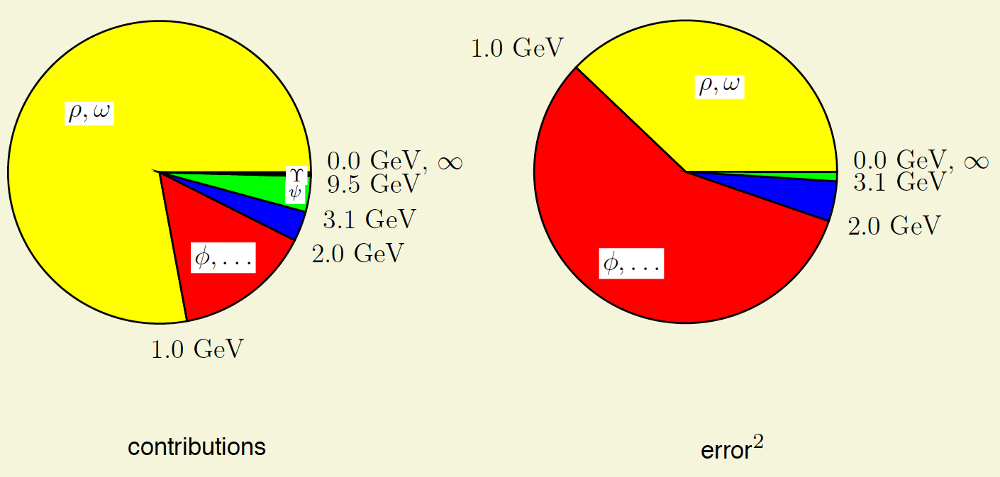 1.0 GeV
ρ, ω
ρ, ω
0.0 GeV, ∞
0.0 GeV, ∞
Υ
9.5 GeV
3.1 GeV
ψ
3.1 GeV
2.0 GeV
2.0 GeV
ϕ, . . .
ϕ, . . .
1.0 GeV
contributions
error²